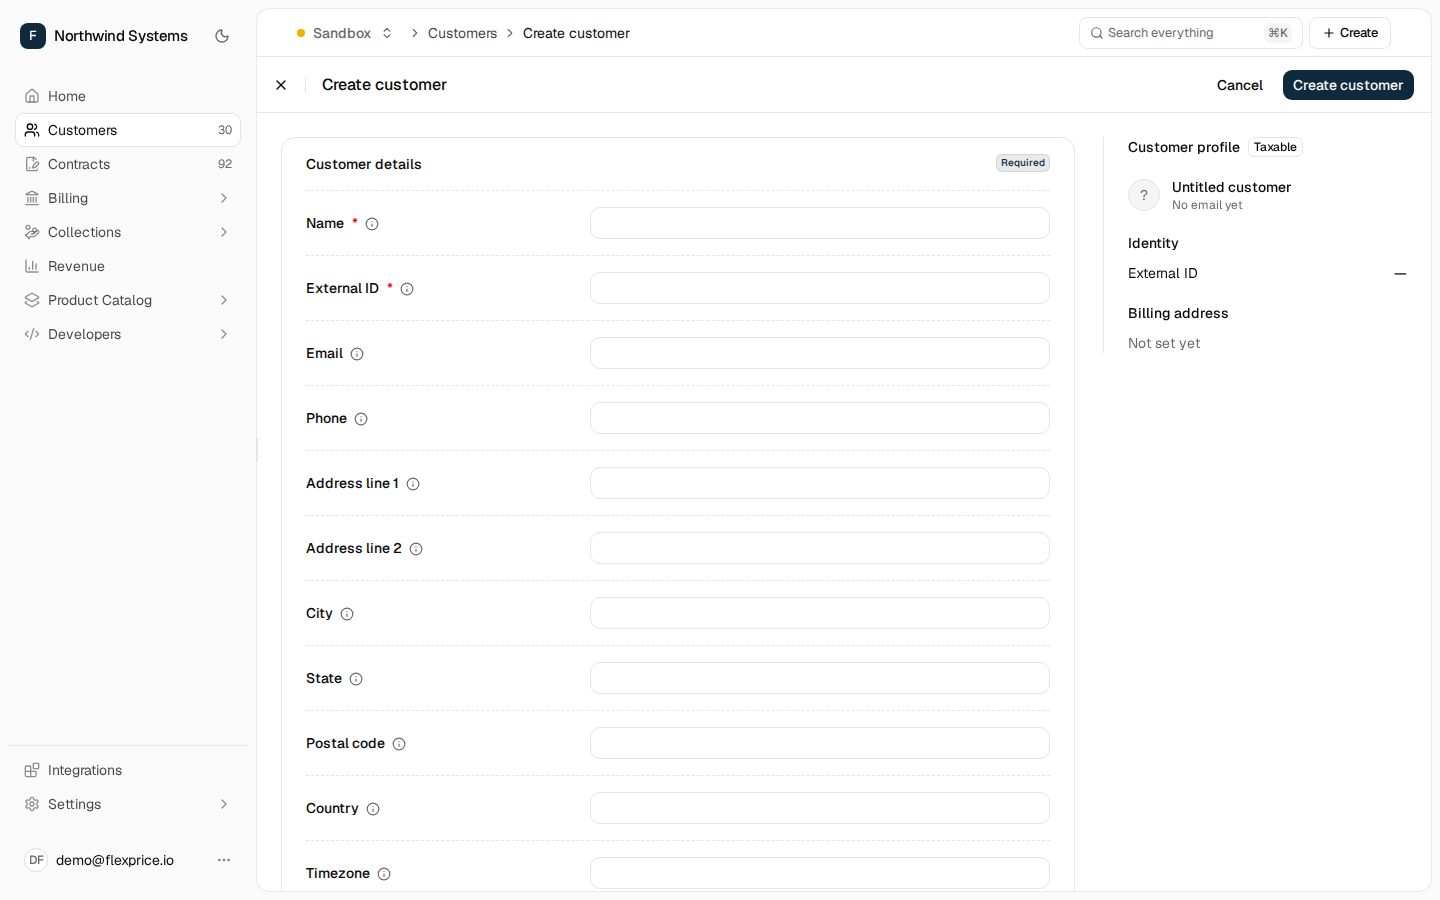 F Northwind Systems
Home
Customers 30
Contracts 92
Billing
Collections
Revenue
Product Catalog
Developers
Integrations
Settings
DF demo@flexprice.io
Sandbox Customers Create customer
Search everything ⌘K
+ Create
Create customer
Cancel
Create customer
Customer details Required
Name *
External ID *
Email
Phone
Address line 1
Address line 2
City
State
Postal code
Country
Timezone
Customer profile Taxable
? Untitled customer
No email yet
Identity
External ID —
Billing address
Not set yet